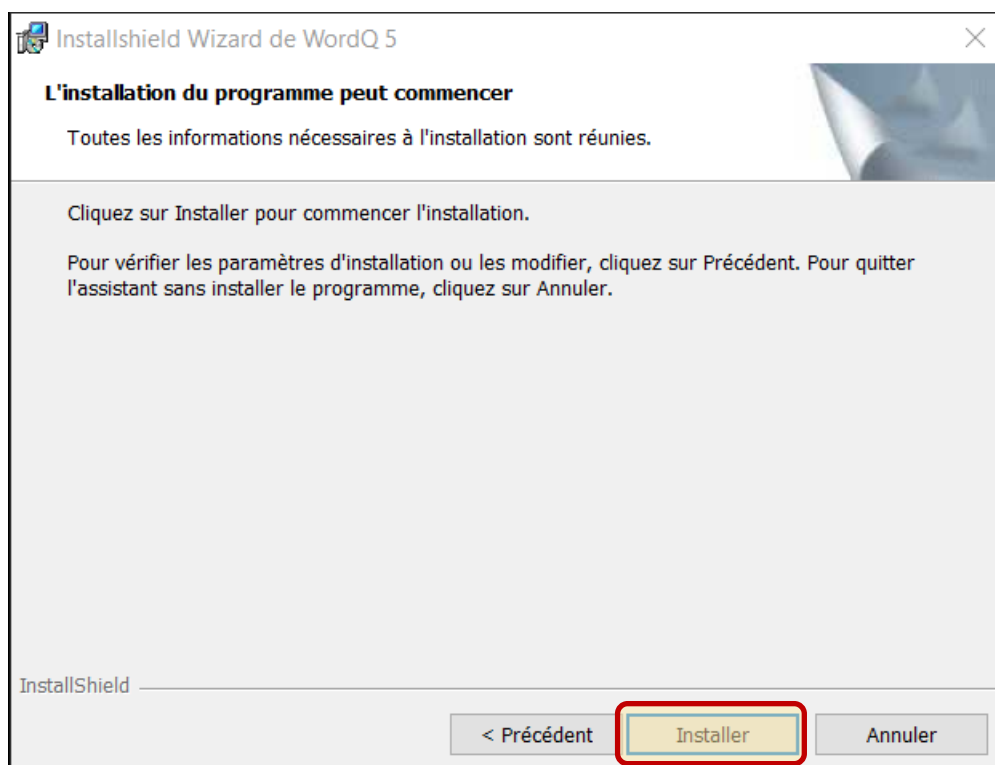 Installshield Wizard de WordQ 5
L'installation du programme peut commencer
Toutes les informations nécessaires à l'installation sont réunies.
Cliquez sur Installer pour commencer l'installation.
Pour vérifier les paramètres d'installation ou les modifier, cliquez sur Précédent. Pour quitter
l'assistant sans installer le programme, cliquez sur Annuler.
InstallShield
< Précédent Installer Annuler